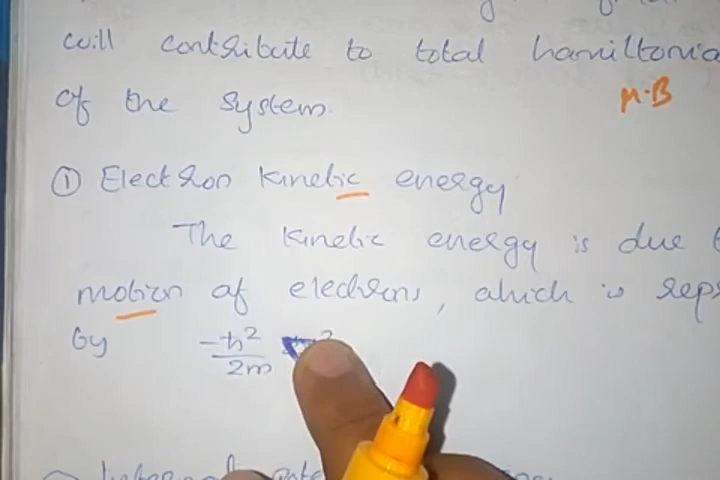 will contribute to total hamiltonia
of the system.
μ·B
① Electron Kinetic energy
The Kinetic energy is due
motion of electrons, which is rep
by -ħ²/2m